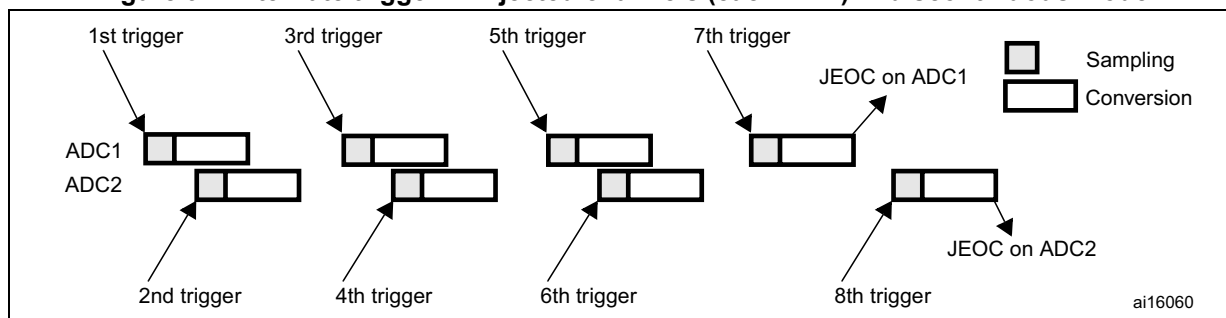 1st trigger
3rd trigger
5th trigger
7th trigger
JEOC on ADC1
Sampling
Conversion
ADC1
ADC2
JEOC on ADC2
2nd trigger
4th trigger
6th trigger
8th trigger
ai16060